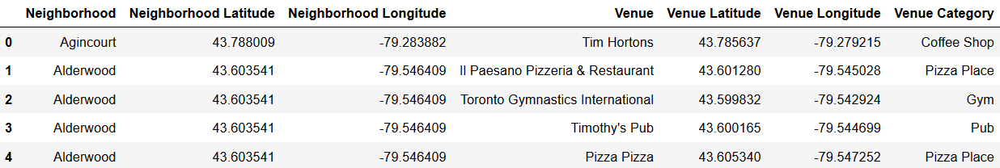 Neighborhood Neighborhood Latitude Neighborhood Longitude Venue Venue Latitude Venue Longitude Venue Category
0 Agincourt 43.788009 -79.283882 Tim Hortons 43.785637 -79.279215 Coffee Shop
1 Alderwood 43.603541 -79.546409 Il Paesano Pizzeria & Restaurant 43.601280 -79.545028 Pizza Place
2 Alderwood 43.603541 -79.546409 Toronto Gymnastics International 43.599832 -79.542924 Gym
3 Alderwood 43.603541 -79.546409 Timothy's Pub 43.600165 -79.544699 Pub
4 Alderwood 43.603541 -79.546409 Pizza Pizza 43.605340 -79.547252 Pizza Place